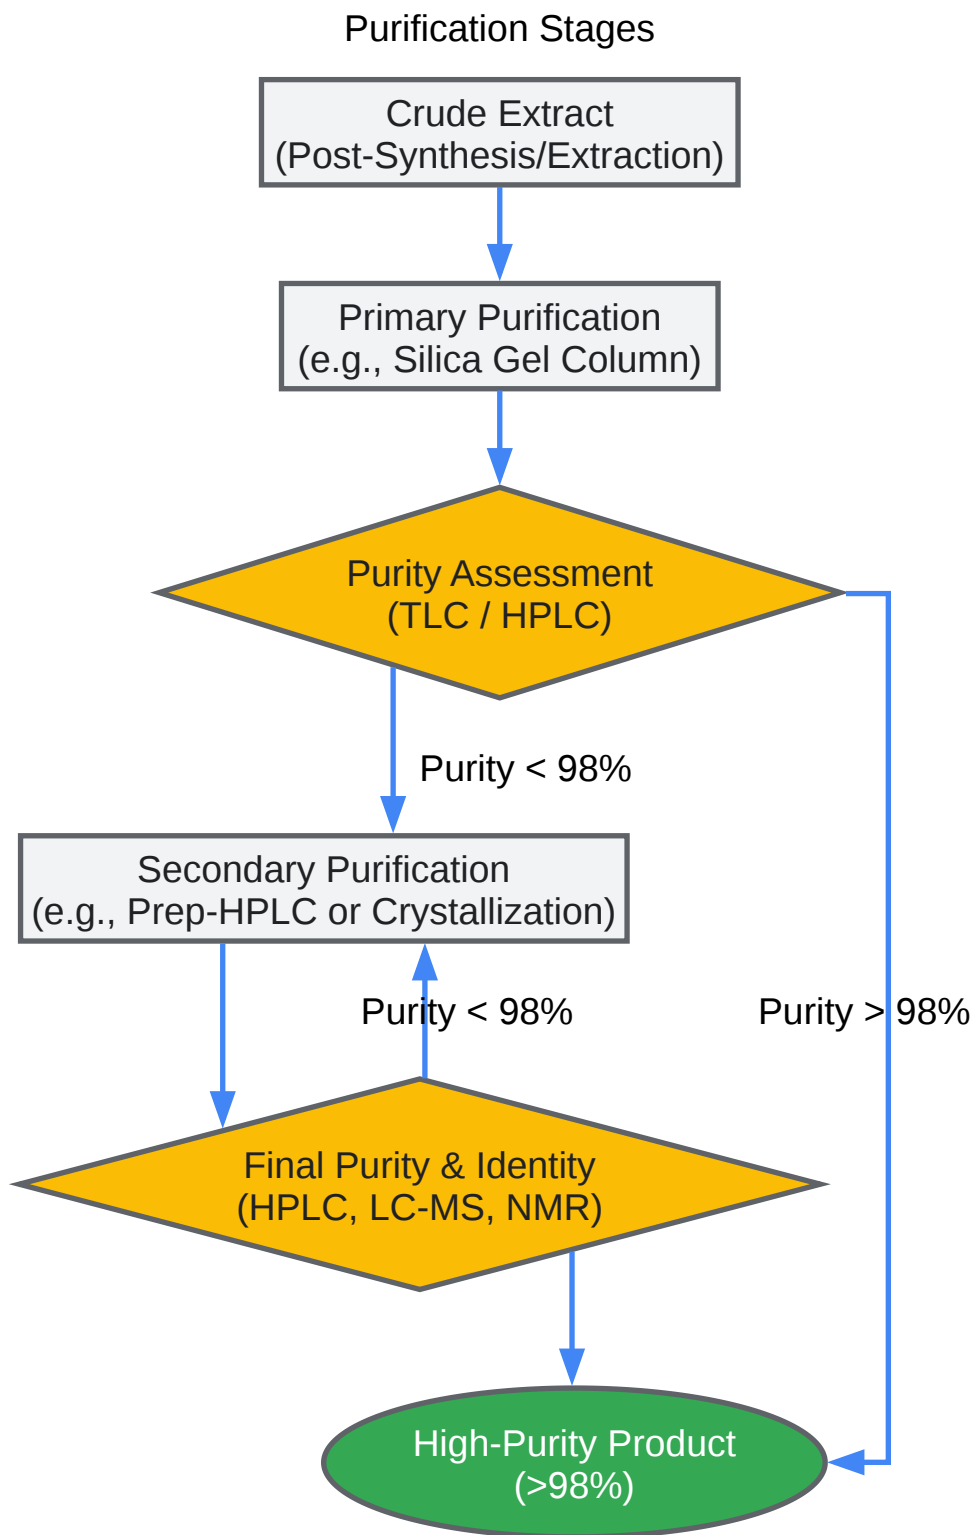 Purification Stages
Crude Extract
(Post-Synthesis/Extraction)
Primary Purification
(e.g., Silica Gel Column)
Purity Assessment
(TLC / HPLC)
Purity < 98%
Secondary Purification
(e.g., Prep-HPLC or Crystallization)
Purity < 98%
Purity > 98%
Final Purity & Identity
(HPLC, LC-MS, NMR)
High-Purity Product
(>98%)